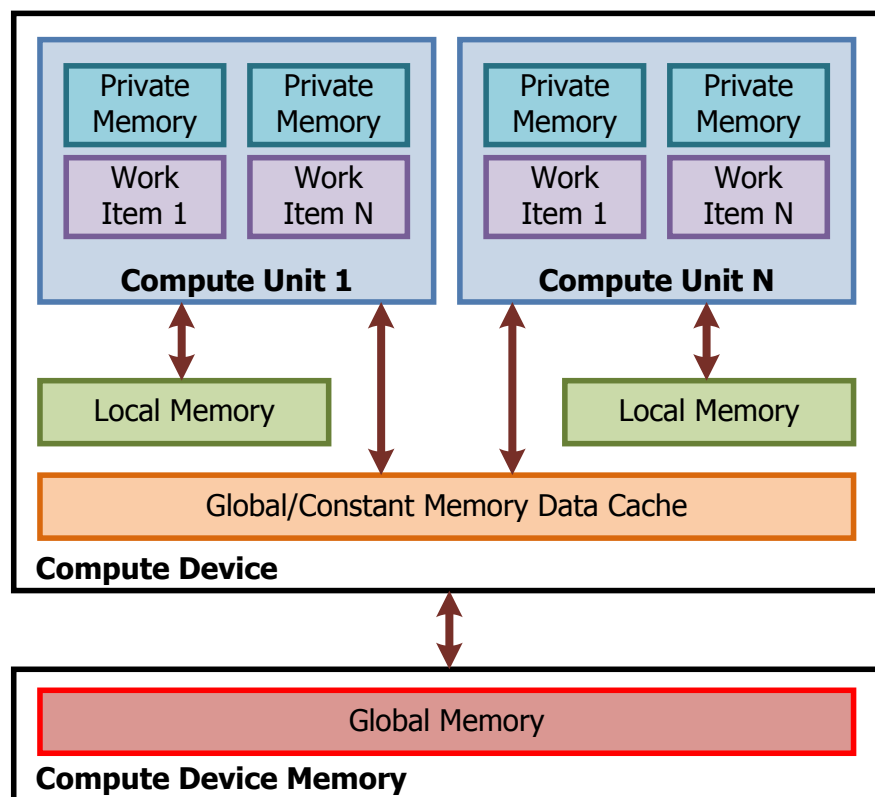 Private
Memory
Private
Memory
Work
Item 1
Work
Item N
Compute Unit 1
Private
Memory
Private
Memory
Work
Item 1
Work
Item N
Compute Unit N
Local Memory
Local Memory
Global/Constant Memory Data Cache
Compute Device
Global Memory
Compute Device Memory